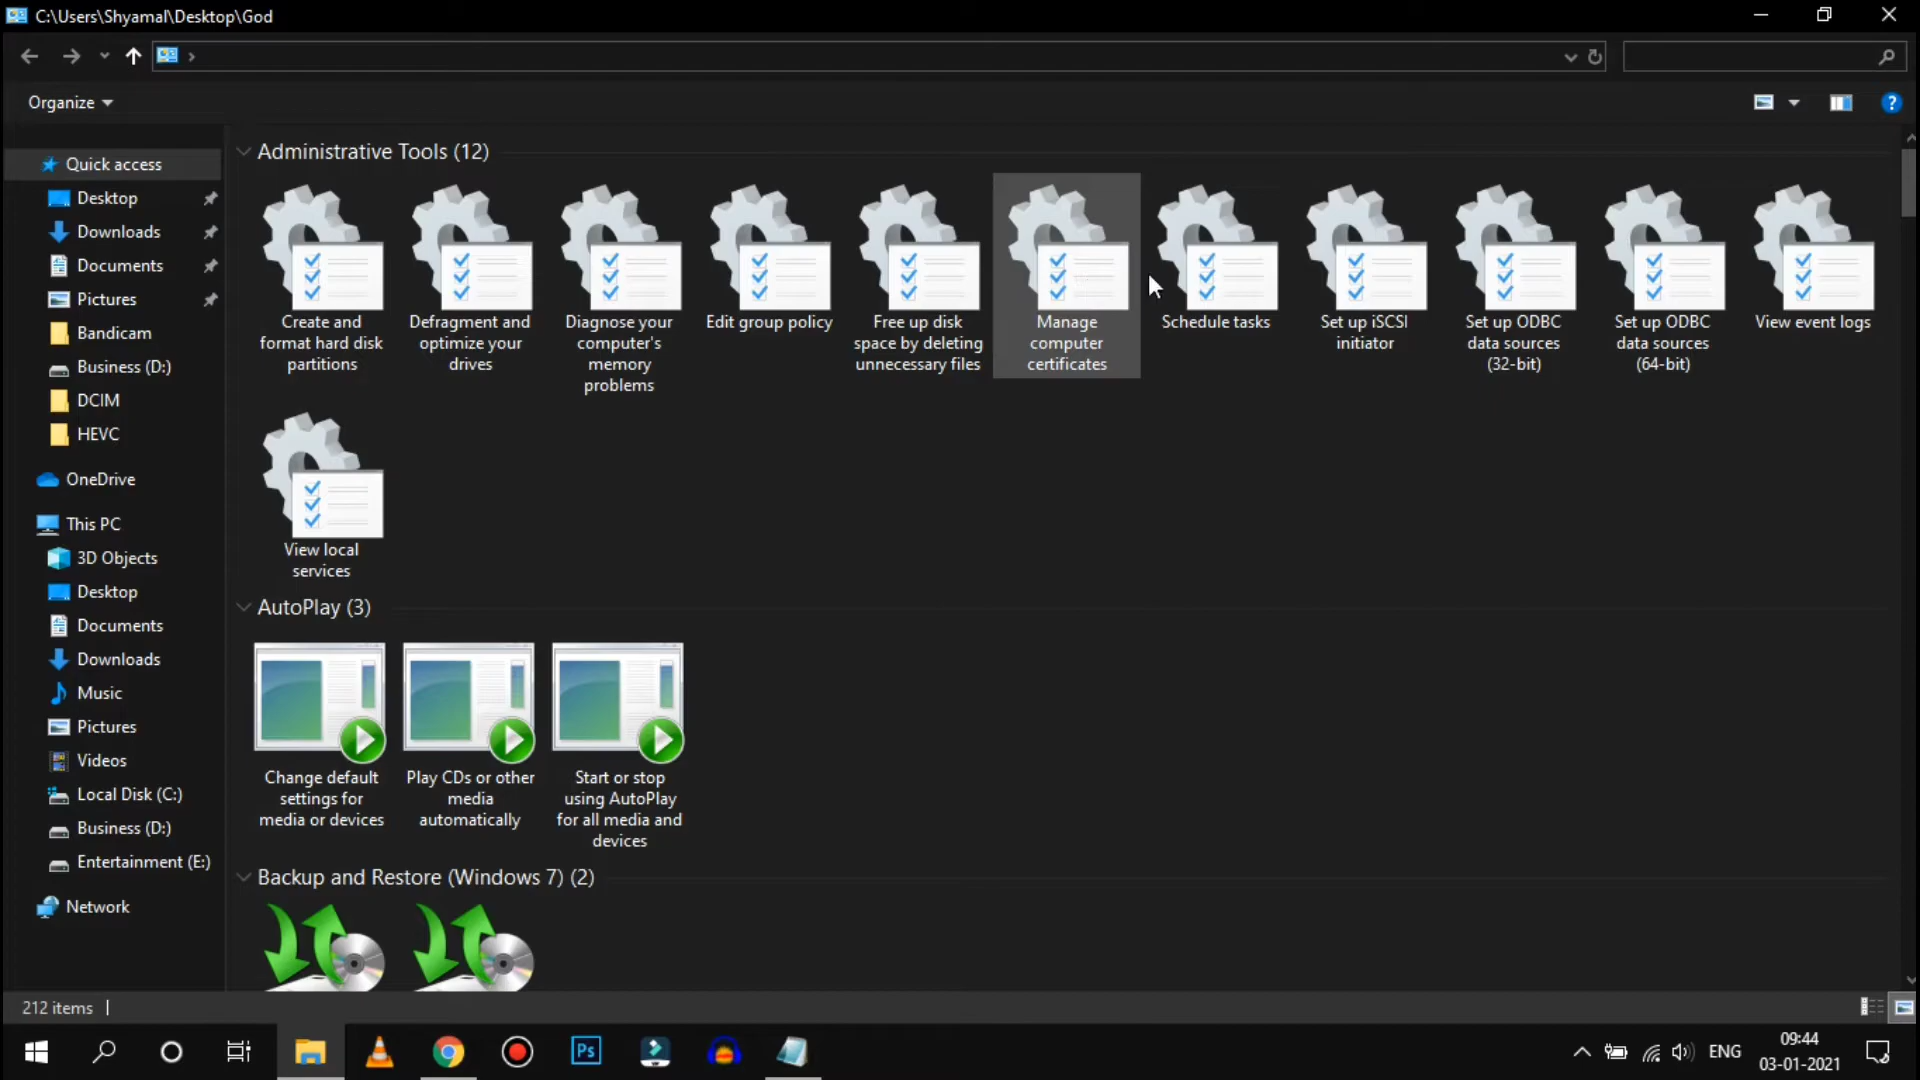 C:\Users\Shyamal\Desktop\God
Organize
Quick access
Desktop
Downloads
Documents
Pictures
Bandicam
Business (D:)
DCIM
HEVC
OneDrive
This PC
3D Objects
Desktop
Documents
Downloads
Music
Pictures
Videos
Local Disk (C:)
Business (D:)
Entertainment (E:)
Network
Administrative Tools (12)
Create and
format hard disk
partitions
Defragment and
optimize your
drives
Diagnose your
computer's
memory
problems
Edit group policy
Free up disk
space by deleting
unnecessary files
Manage
computer
certificates
Schedule tasks
Set up iSCSI
initiator
Set up ODBC
data sources
(32-bit)
Set up ODBC
data sources
(64-bit)
View event logs
View local
services
AutoPlay (3)
Change default
settings for
media or devices
Play CDs or other
media
automatically
Start or stop
using AutoPlay
for all media and
devices
Backup and Restore (Windows 7) (2)
212 items
Ps
ENG
09:44
03-01-2021